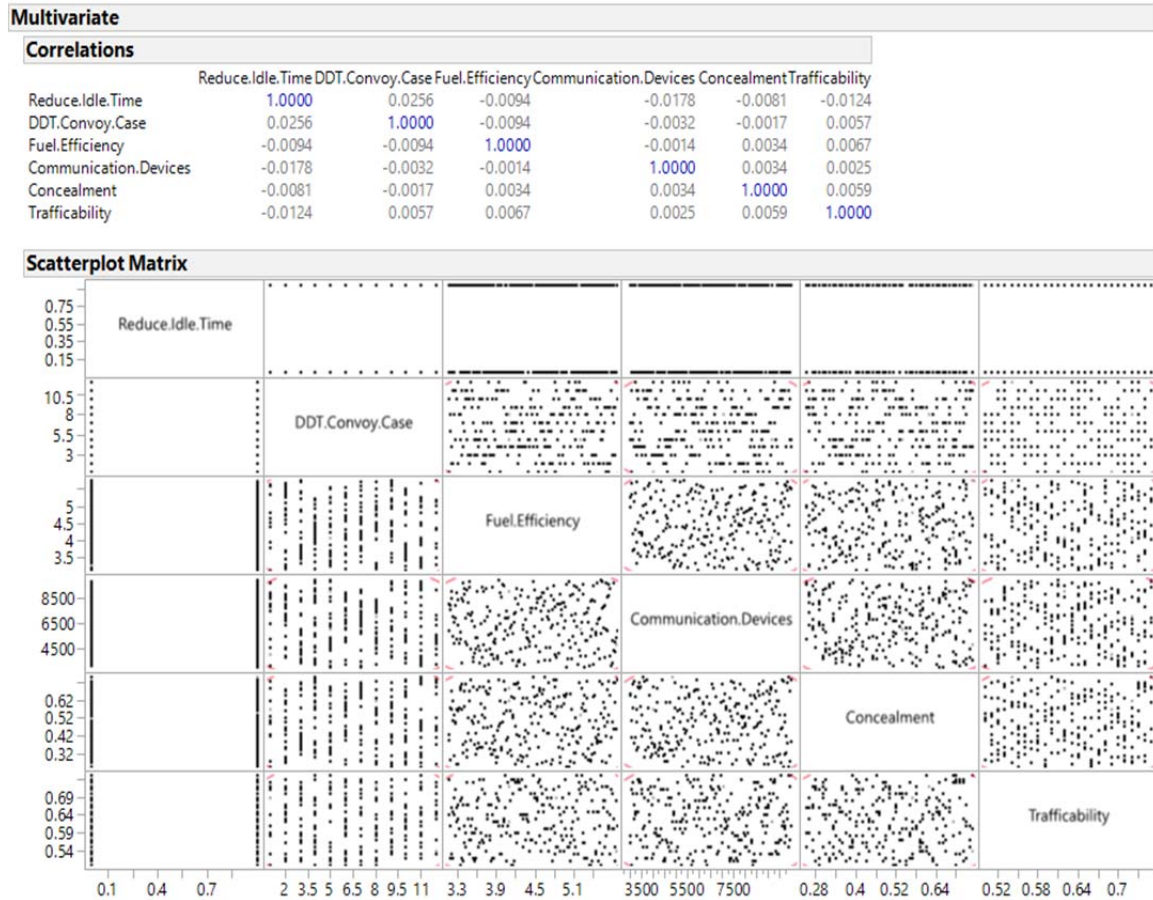 Multivariate
Correlations
Reduce.Idle.Time DDT.Convoy.Case Fuel.Efficiency Communication.Devices Concealment Trafficability
Reduce.Idle.Time 1.0000 0.0256 -0.0094 -0.0178 -0.0081 -0.0124
DDT.Convoy.Case 0.0256 1.0000 -0.0094 -0.0032 -0.0017 0.0057
Fuel.Efficiency -0.0094 -0.0094 1.0000 -0.0014 0.0034 0.0067
Communication.Devices -0.0178 -0.0032 -0.0014 1.0000 0.0034 0.0025
Concealment -0.0081 -0.0017 0.0034 0.0034 1.0000 0.0059
Trafficability -0.0124 0.0057 0.0067 0.0025 0.0059 1.0000
Scatterplot Matrix
0.75
0.55
0.35
0.15
Reduce.Idle.Time
10.5
8
5.5
3
DDT.Convoy.Case
5
4.5
4
3.5
Fuel.Efficiency
8500
6500
4500
Communication.Devices
0.62
0.52
0.42
0.32
Concealment
0.69
0.64
0.59
0.54
Trafficability
0.1 0.4 0.7 2 3.5 5 6.5 8 9.5 11 3.3 3.9 4.5 5.1 3500 5500 7500 0.28 0.4 0.52 0.64 0.52 0.58 0.64 0.7